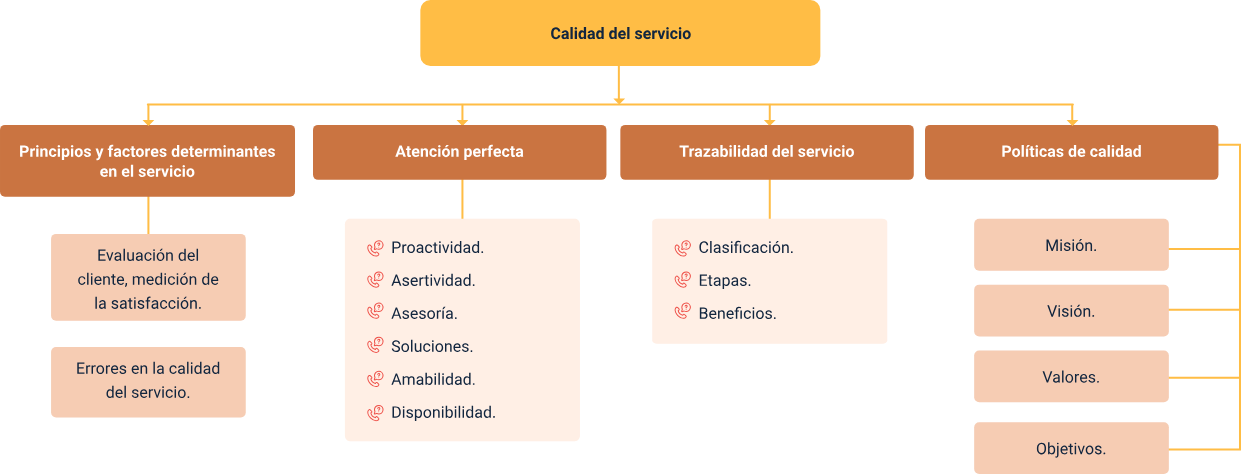 Calidad del servicio
Principios y factores determinantes
en el servicio
Evaluación del
cliente, medición de
la satisfacción.
Errores en la calidad
del servicio.
Atención perfecta
Proactividad.
Asertividad.
Asesoría.
Soluciones.
Amabilidad.
Disponibilidad.
Trazabilidad del servicio
Clasificación.
Etapas.
Beneficios.
Políticas de calidad
Misión.
Visión.
Valores.
Objetivos.